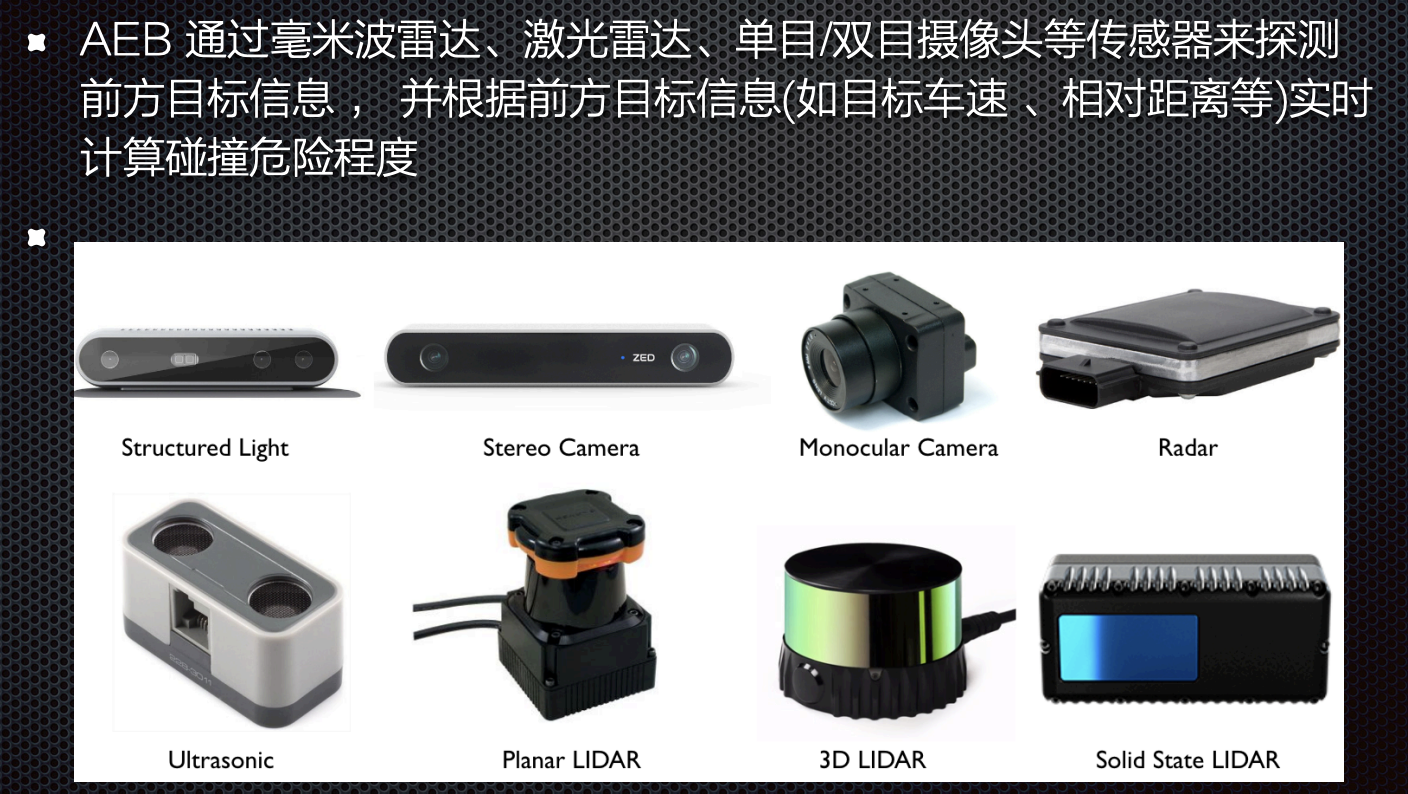 AEB 通过毫米波雷达、激光雷达、单目/双目摄像头等传感器来探测
前方目标信息 ， 并根据前方目标信息(如目标车速 、相对距离等)实时
计算碰撞危险程度
ZED
Structured Light
Stereo Camera
Monocular Camera
Radar
Ultrasonic
Planar LIDAR
3D LIDAR
Solid State LIDAR